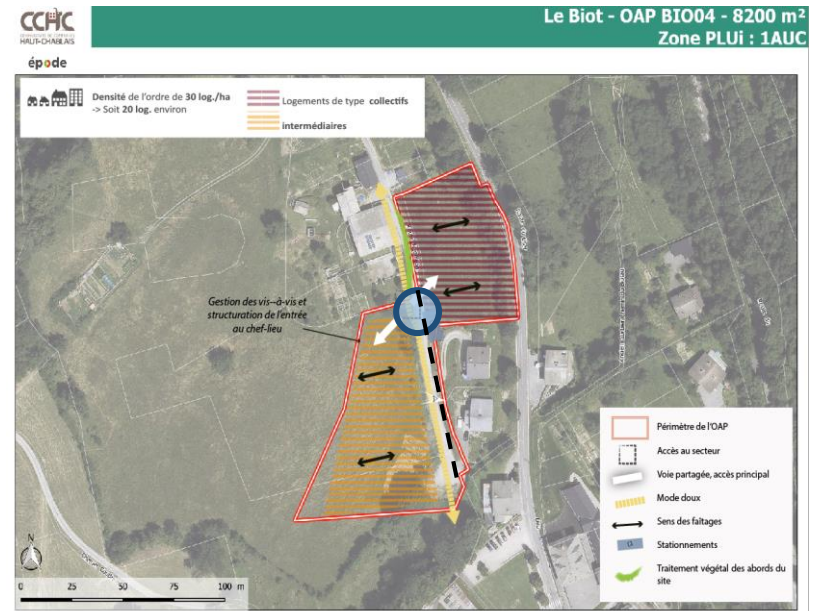 CCHC
HAUT-CHABLAIS
épode
Le Biot - OAP BIO04 - 8200 m²
Zone PLUi : 1AUC
Densité de l'ordre de 30 log./ha
-> Soit 20 log. environ
Logements de type collectifs
intermédiaires
Gestion des vis–à-vis et
structuration de l'entrée
au chef-lieu
Périmètre de l'OAP
Accès au secteur
Voie partagée, accès principal
Mode doux
Sens des faîtages
Stationnements
Traitement végétal des abords du
site
N
0 25 50 75 100 m